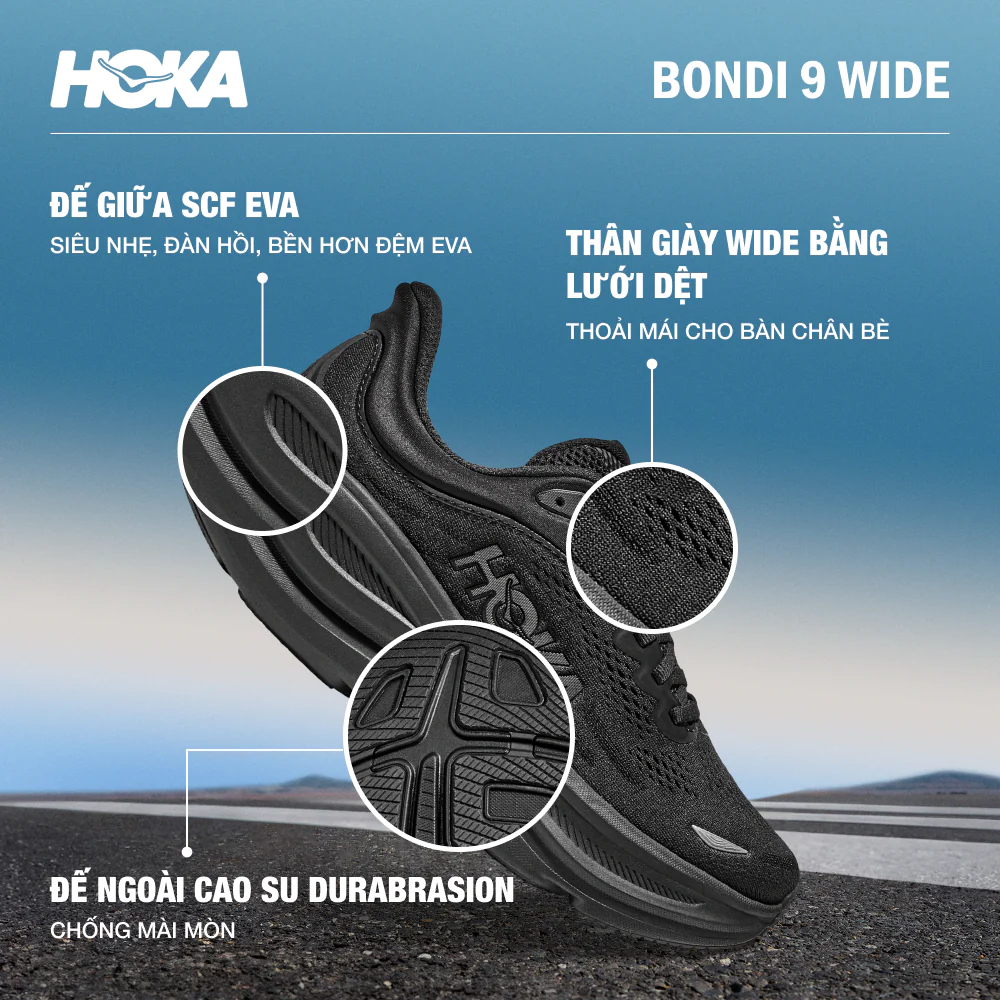 HOKA
BONDI 9 WIDE
ĐẾ GIỮA SCF EVA
SIÊU NHẸ, ĐÀN HỒI, BỀN HƠN ĐỆM EVA
THÂN GIÀY WIDE BẰNG
LƯỚI DỆT
THOẢI MÁI CHO BÀN CHÂN BÈ
HOKA
ĐẾ NGOÀI CAO SU DURABRASION
CHỐNG MÀI MÒN